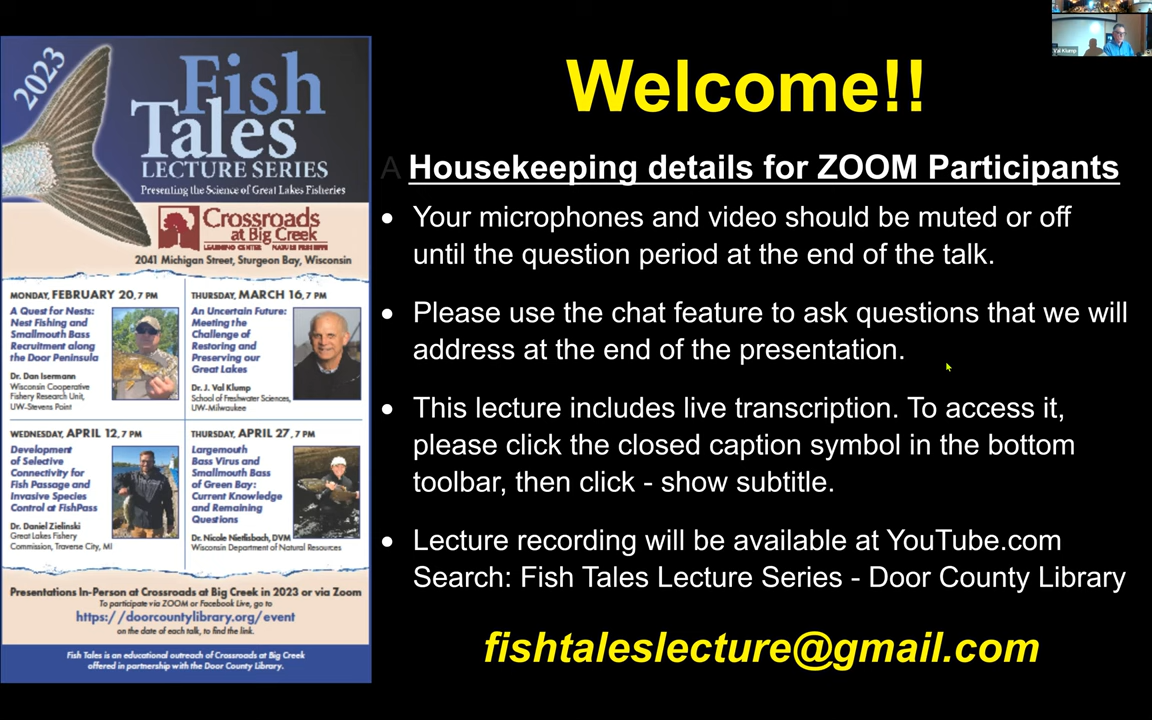 2023
Fish
Tales
LECTURE SERIES
Presenting the Science of Great Lakes Fisheries
Crossroads
at Big Creek
LEARNING CENTER NATURE PRESERVE
2041 Michigan Street, Sturgeon Bay, Wisconsin
MONDAY, FEBRUARY 20, 7 PM
A Quest for Nests:
Nest Fishing and
Smallmouth Bass
Recruitment along
the Door Peninsula
Dr. Dan Isermann
Wisconsin Cooperative
Fishery Research Unit,
UW-Stevens Point
THURSDAY, MARCH 16, 7 PM
An Uncertain Future:
Meeting the
Challenge of
Restoring and
Preserving our
Great Lakes
Dr. J. Val Klump
School of Freshwater Sciences,
UW-Milwaukee
WEDNESDAY, APRIL 12, 7 PM
Development
of Selective
Connectivity for
Fish Passage and
Invasive Species
Control at FishPass
Dr. Daniel Zielinski
Great Lakes Fishery
Commission, Traverse City, MI
THURSDAY, APRIL 27, 7 PM
Largemouth
Bass Virus and
Smallmouth Bass
of Green Bay:
Current Knowledge
and Remaining
Questions
Dr. Nicole Nietlisbach, DVM
Wisconsin Department of Natural Resources
Presentations In-Person at Crossroads at Big Creek in 2023 or via Zoom
To participate via ZOOM or Facebook Live, go to
https://doorcountylibrary.org/event
on the date of each talk, to find the link.
Fish Tales is an educational outreach of Crossroads at Big Creek
offered in partnership with the Door County Library.
Welcome!!
A Housekeeping details for ZOOM Participants
• Your microphones and video should be muted or off
until the question period at the end of the talk.
• Please use the chat feature to ask questions that we will
address at the end of the presentation.
• This lecture includes live transcription. To access it,
please click the closed caption symbol in the bottom
toolbar, then click - show subtitle.
• Lecture recording will be available at YouTube.com
Search: Fish Tales Lecture Series - Door County Library
fishtaleslecture@gmail.com
Val Klump